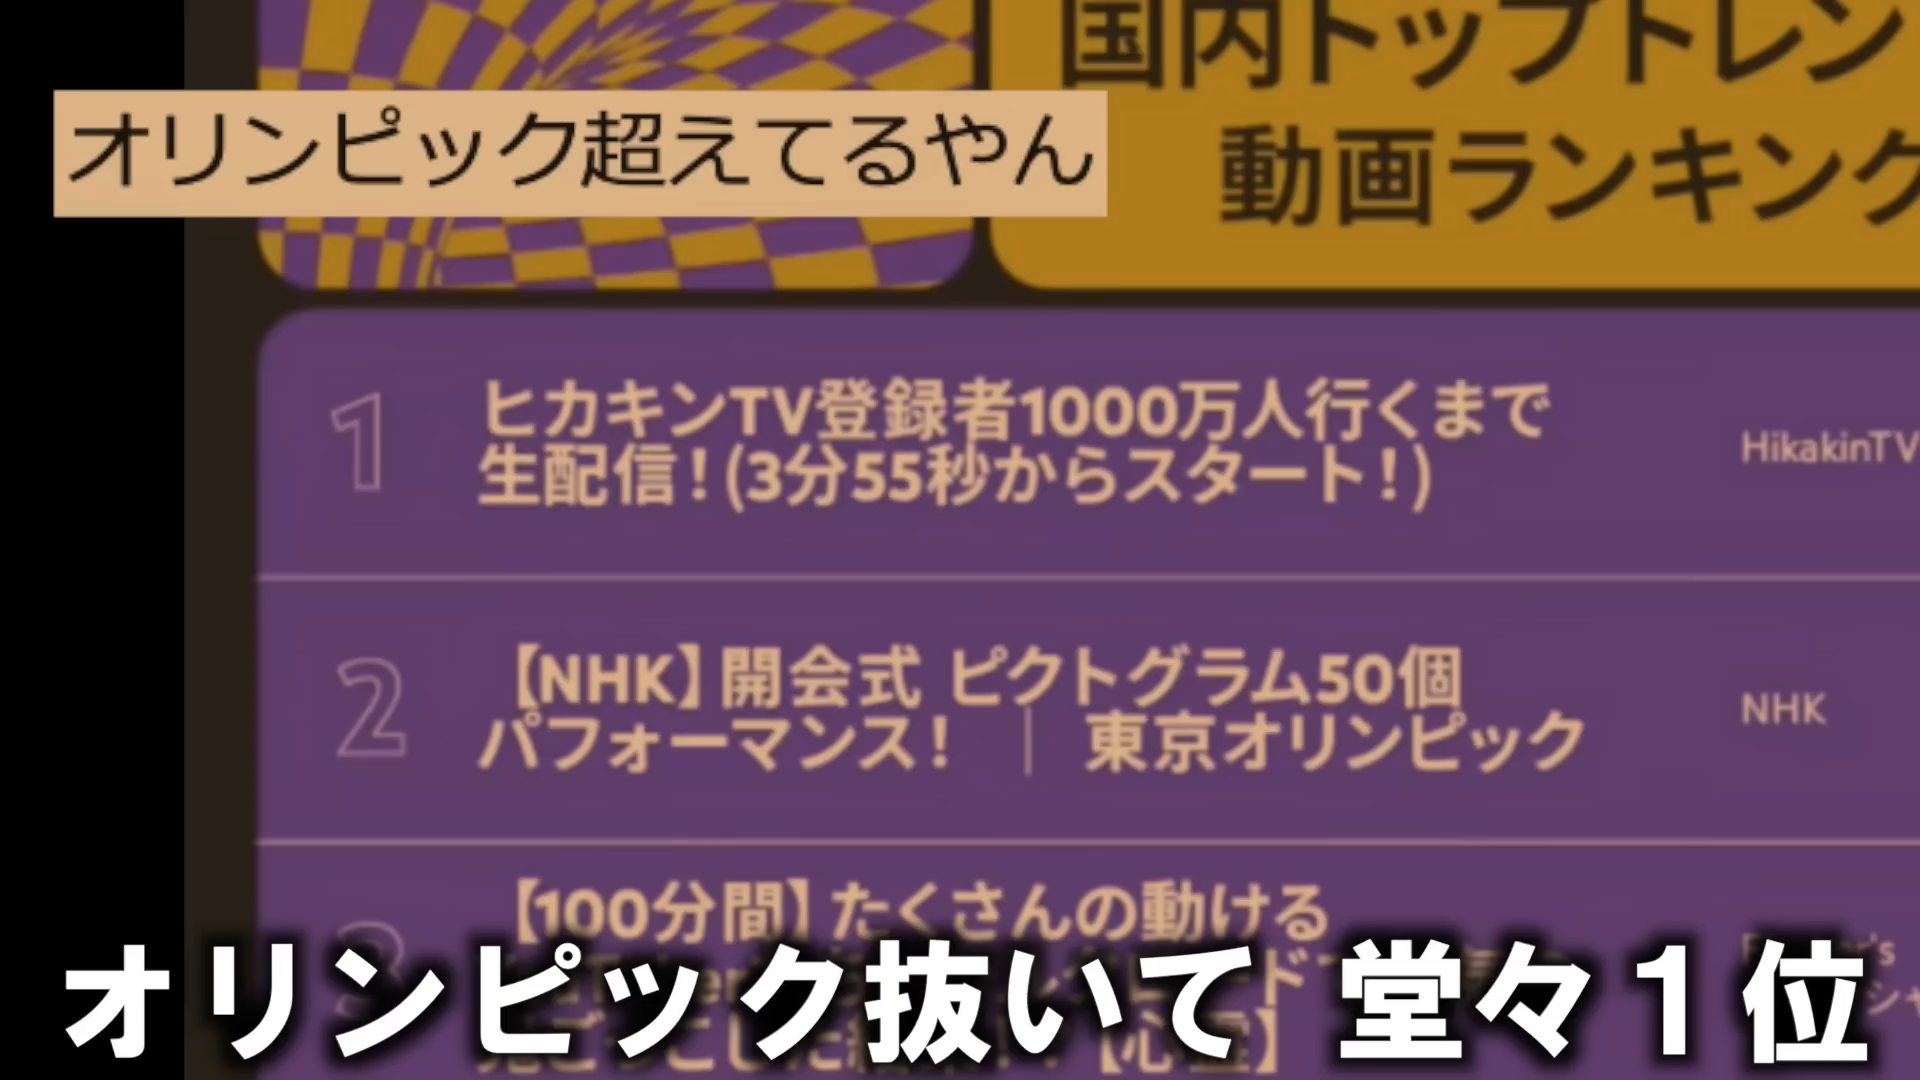 国内トップトレン
オリンピック超えてるやん
動画ランキング
1
ヒカキンTV登録者1000万人行くまで
生配信！(3分55秒からスタート！)
HikakinTV
2
【NHK】開会式 ピクトグラム50個
パフォーマンス！ ｜ 東京オリンピック
NHK
3
【100分間】たくさんの動ける
オリンピック抜いて 堂々１位